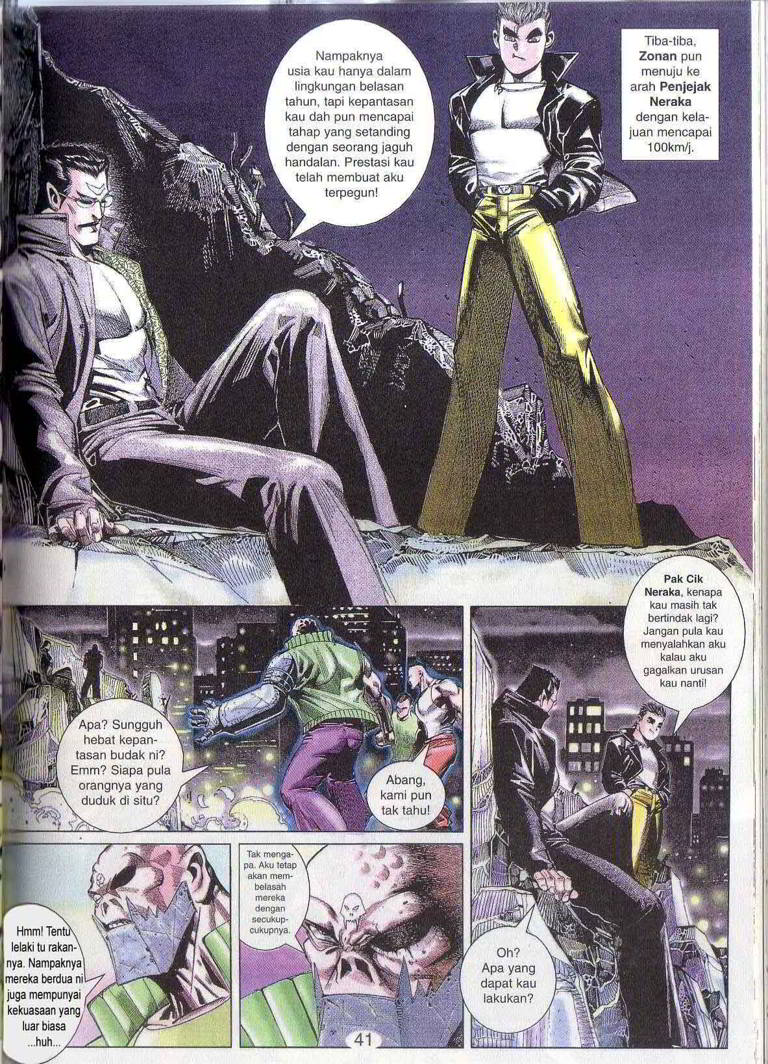 Nampaknya
usia kau hanya dalam
lingkungan belasan
tahun, tapi kepantasan
kau dah pun mencapai
tahap yang setanding
dengan seorang jaguh
handalan. Prestasi kau
telah membuat aku
terpegun!
Tiba-tiba,
Zonan pun
menuju ke
arah Penjejak
Neraka
dengan kela-
juan mencapai
100km/j.
Apa? Sungguh
hebat kepan-
tasan budak ni?
Emm? Siapa pula
orangnya yang
duduk di situ?
Abang,
kami pun
tak tahu!
Pak Cik
Neraka, kenapa
kau masih tak
bertindak lagi?
Jangan pula kau
menyalahkan aku
kalau aku
gagalkan urusan
kau nanti!
Oh?
Apa yang
dapat kau
lakukan?
Hmm! Tentu
lelaki tu rakan-
nya. Nampaknya
mereka berdua ni
juga mempunyai
kekuasaan yang
luar biasa
...huh...
Tak menga-
pa. Aku tetap
akan mem-
belasah
mereka
dengan
secukup-
cukupnya.
41